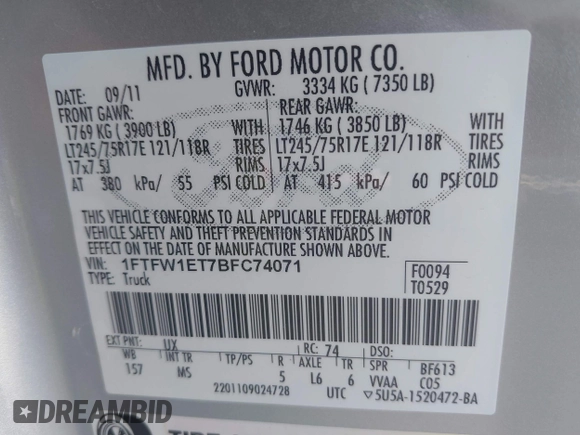 MFD. BY FORD MOTOR CO.
DATE: 09/11 GVWR: 3334 KG ( 7350 LB)
FRONT GAWR: REAR GAWR:
1769 KG ( 3900 LB) WITH 1746 KG ( 3850 LB) WITH
LT245/75R17E 121/118R TIRES LT245/75R17E 121/118R TIRES
17x7.5J RIMS 17x7.5J RIMS
AT 380 kPa/ 55 PSI COLD AT 415 kPa/ 60 PSI COLD
THIS VEHICLE CONFORMS TO ALL APPLICABLE FEDERAL MOTOR
VEHICLE SAFETY AND THEFT PREVENTION STANDARDS IN
EFFECT ON THE DATE OF MANUFACTURE SHOWN ABOVE.
VIN: 1FTFW1ET7BFC74071 F0094
TYPE: Truck T0529
EXT PNT: UX RC: 74 DSO:
WB INT TR TP/PS R AXLE TR SPR BF613
157 MS 5 L6 6 VVAA C05
2201109024728 UTC ▽5U5A-1520472-BA
DREAMBID